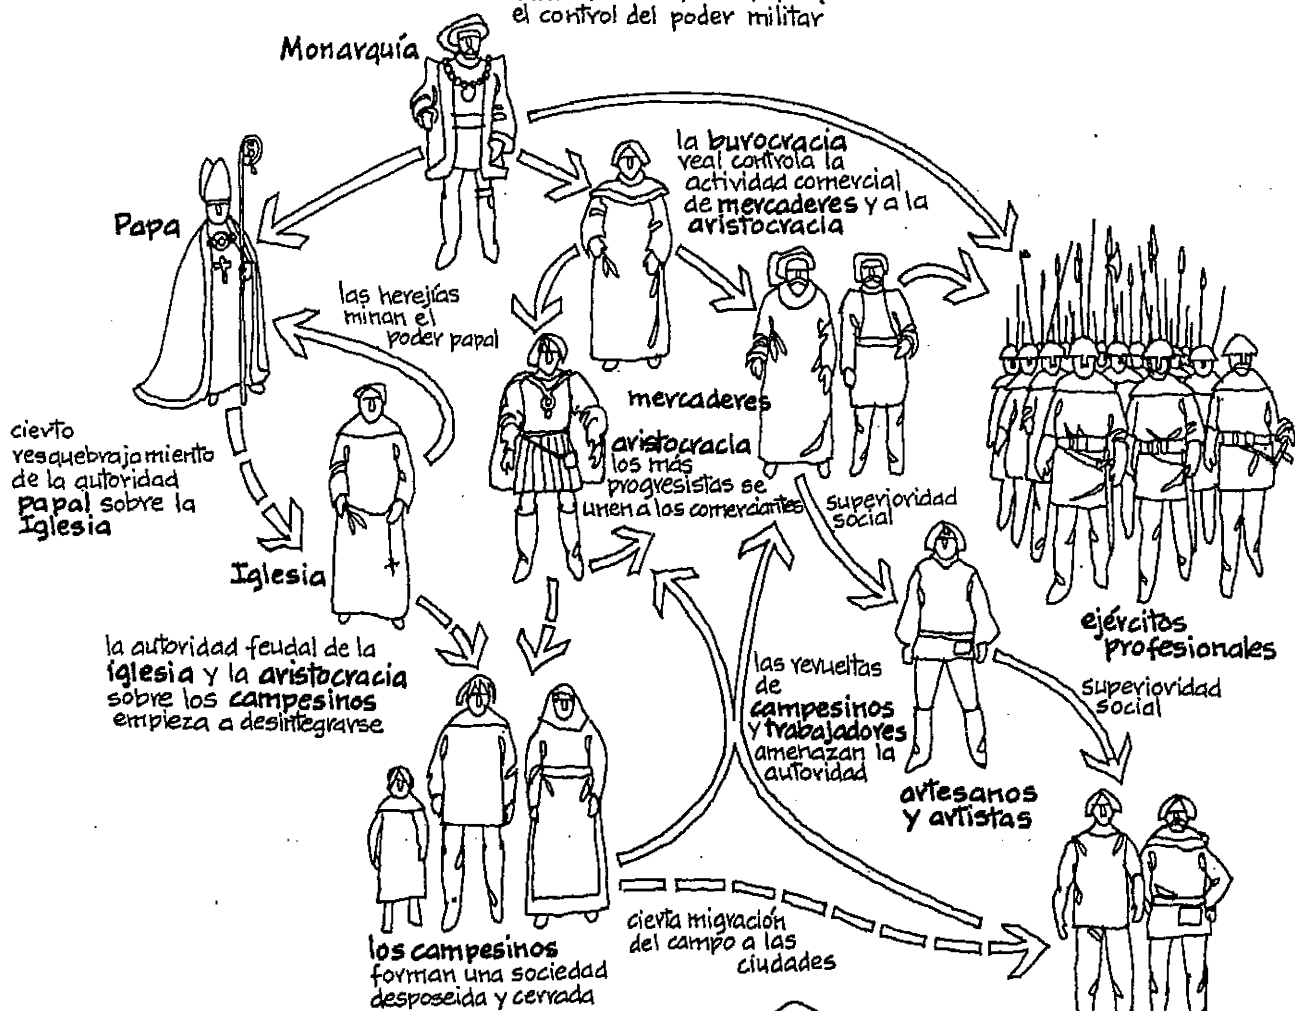 el control del poder militar
Monarquía
la burocracia
real controla la
actividad comercial
de mercaderes y a la
aristocracia
Papa
las herejías
minan el
poder papal
mercaderes
cierto
resquebrajamiento
de la autoridad
papal sobre la
Iglesia
aristocracia
los más
progresistas se
unen a los comerciantes
superioridad
social
Iglesia
ejércitos
profesionales
la autoridad feudal de la
iglesia y la aristocracia
sobre los campesinos
empieza a desintegrarse
las revueltas
de
campesinos
y trabajadores
amenazan la
autoridad
superioridad
social
artesanos
y artistas
cierta migración
del campo a las
ciudades
los campesinos
forman una sociedad
desposeida y cerrada